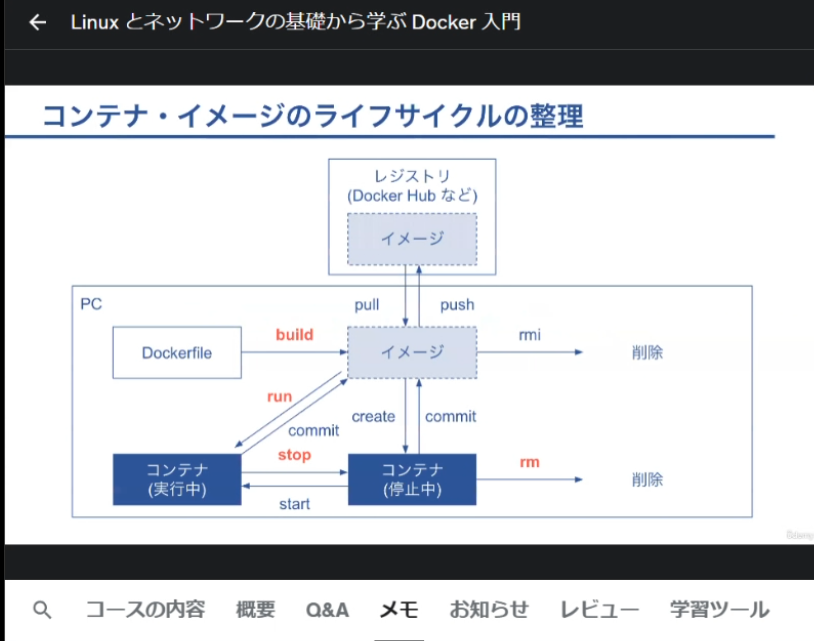 ← Linux とネットワークの基礎から学ぶ Docker 入門
コンテナ・イメージのライフサイクルの整理
レジストリ
(Docker Hub など)
イメージ
PC
pull
push
Dockerfile
build
イメージ
rmi
削除
run
commit
create
commit
コンテナ
(実行中)
stop
start
コンテナ
(停止中)
rm
削除
Udemy
コースの内容 概要 Q&A メモ お知らせ レビュー 学習ツール